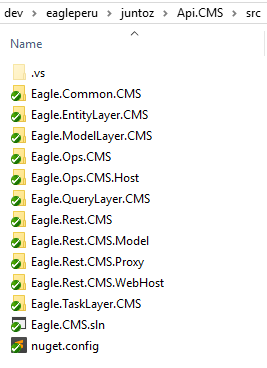 dev > eagleperu > juntoz > Api.CMS > src
Name
.vs
Eagle.Common.CMS
Eagle.EntityLayer.CMS
Eagle.ModelLayer.CMS
Eagle.Ops.CMS
Eagle.Ops.CMS.Host
Eagle.QueryLayer.CMS
Eagle.Rest.CMS
Eagle.Rest.CMS.Model
Eagle.Rest.CMS.Proxy
Eagle.Rest.CMS.WebHost
Eagle.TaskLayer.CMS
Eagle.CMS.sln
nuget.config